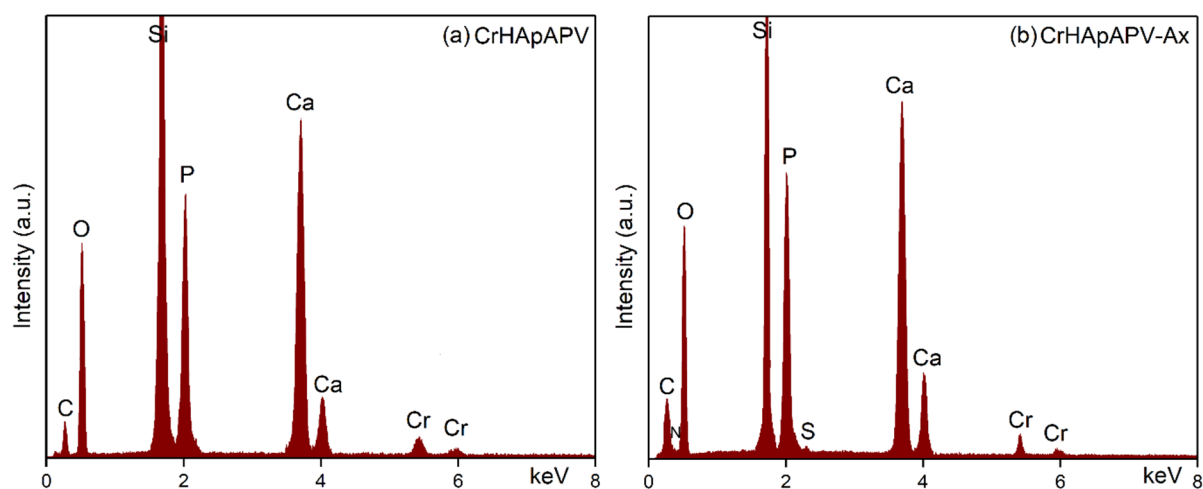 (a) CrHApAPV
Si
Ca
P
O
Ca
C
Cr
Cr
Intensity (a.u.)
0
2
4
6
keV
8
(b) CrHApAPV-Ax
Si
Ca
P
O
Ca
C
N
S
Cr
Cr
Intensity (a.u.)
0
2
4
6
keV
8